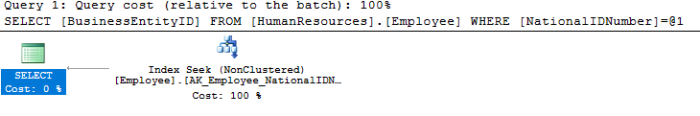 Query 1: Query cost (relative to the batch): 100%
SELECT [BusinessEntityID] FROM [HumanResources].[Employee] WHERE [NationalIDNumber]=@1
SELECT
Cost: 0 %
Index Seek (NonClustered)
[Employee].[AK_Employee_NationalIDN…
Cost: 100 %